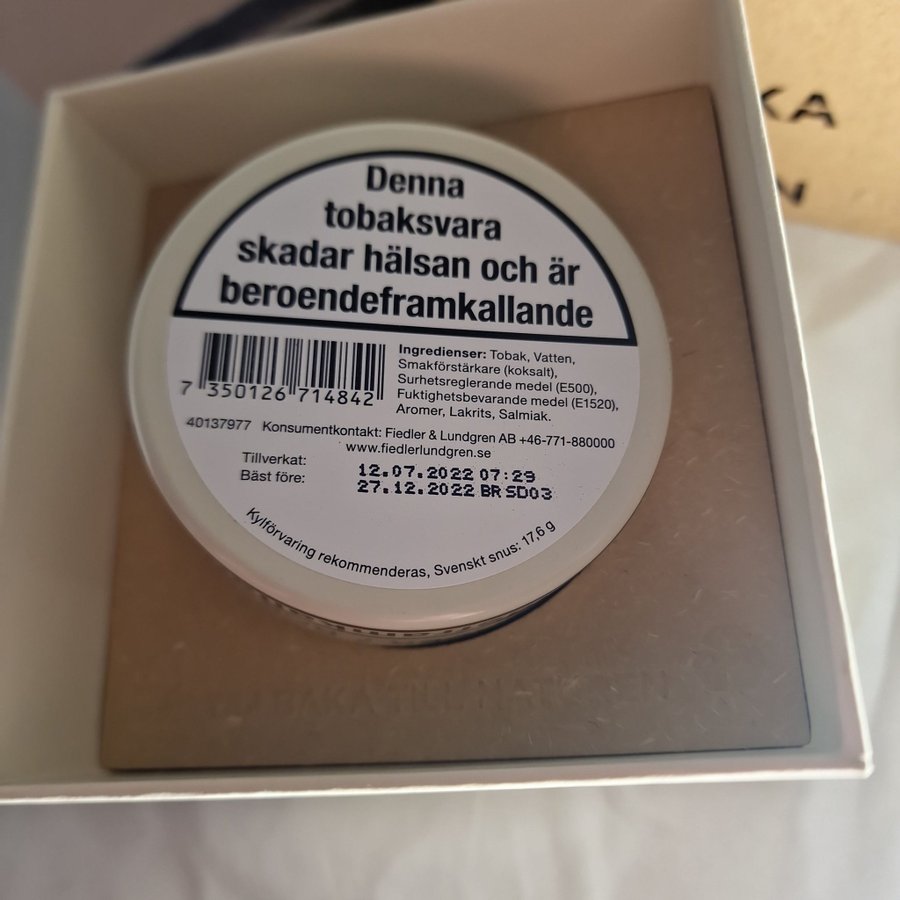 KA
N
Denna
tobaksvara
skadar hälsan och är
beroendeframkallande
Ingredienser: Tobak, Vatten,
Smakförstärkare (koksalt),
Surhetsreglerande medel (E500),
Fuktighetsbevarande medel (E1520),
Aromer, Lakrits, Salmiak.
7 350126 714842
40137977 Konsumentkontakt: Fiedler & Lundgren AB +46-771-880000
www.fiedlerlundgren.se
Tillverkat: 12.07.2022 07:29
Bäst före: 27.12.2022 BR SD03
Kylförvaring rekommenderas, Svenskt snus: 17,6 g
TILL